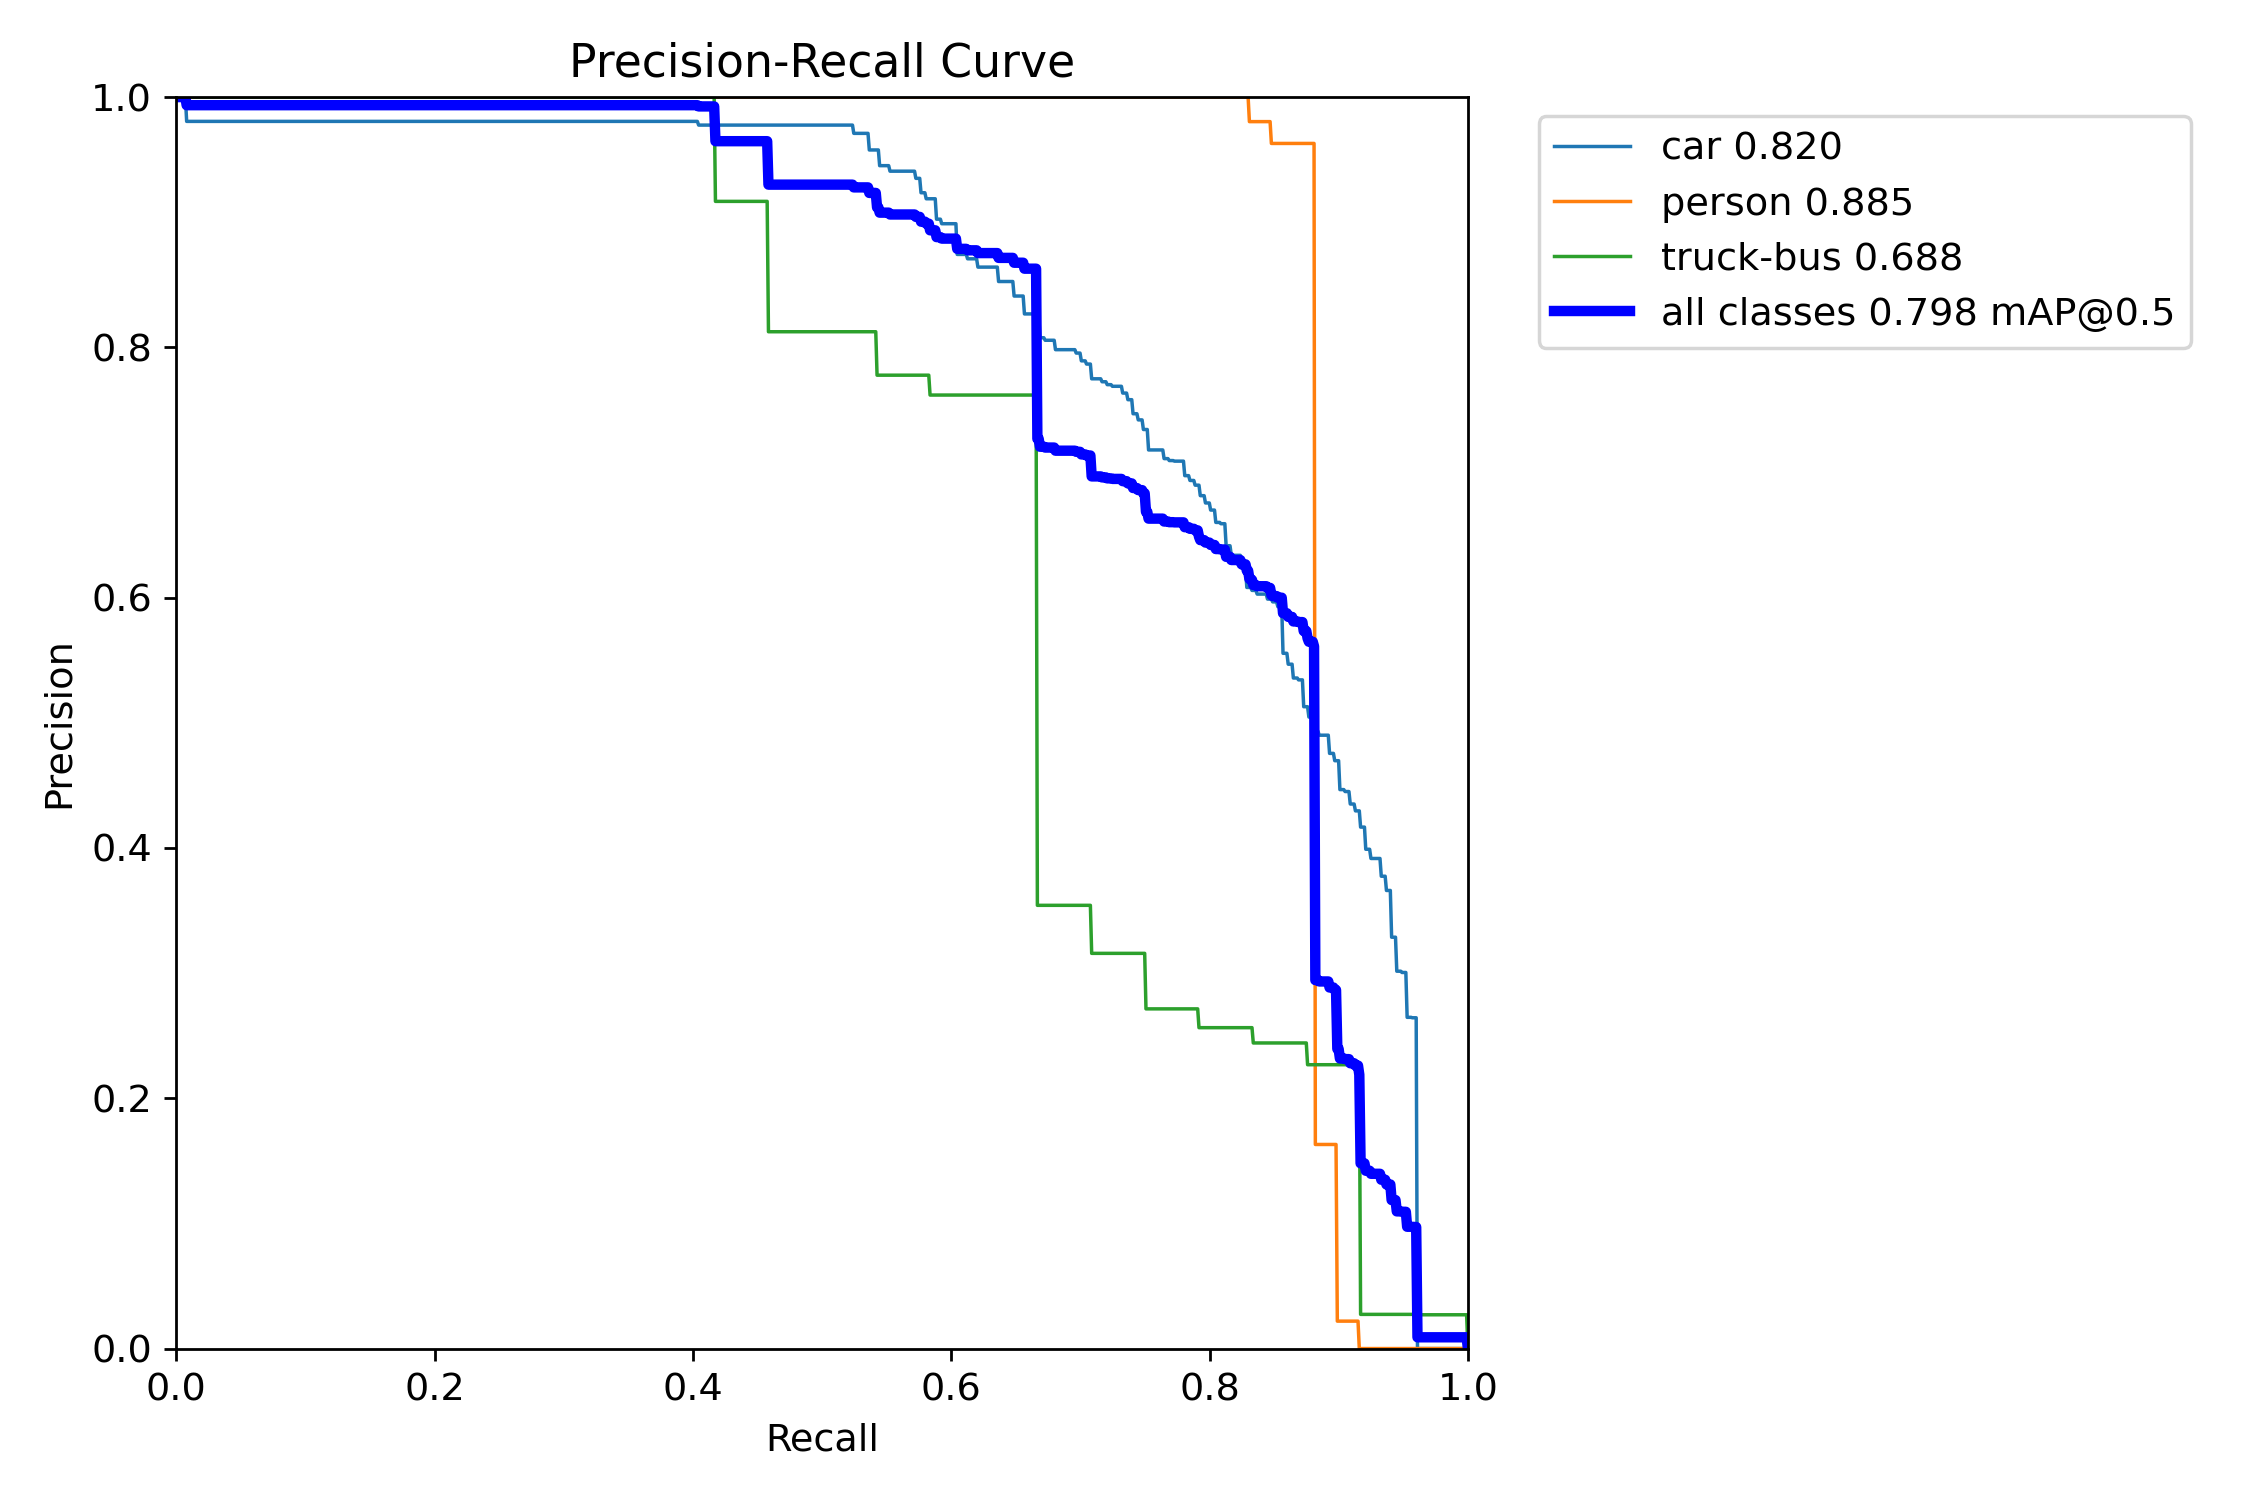 Precision-Recall Curve
1.0
0.8
0.6
0.4
0.2
0.0
Precision
0.0 0.2 0.4 0.6 0.8 1.0
Recall
car 0.820
person 0.885
truck-bus 0.688
all classes 0.798 mAP@0.5